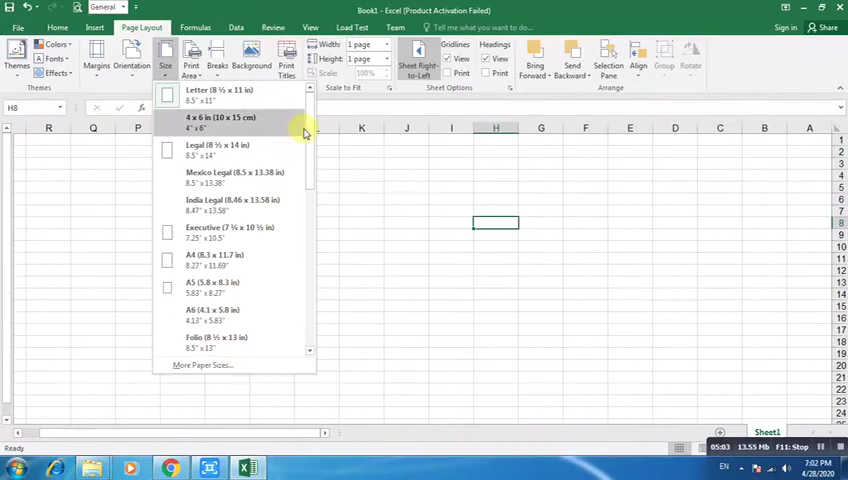 General
Book1 - Excel (Product Activation Failed)
File Home Insert Page Layout Formulas Data Review View Load Test Team Tell me what you want to do... Sign in Share
Colors
Fonts
Effects
Themes Margins Orientation Size Print Area Breaks Background Print Titles
Width: 1 page
Height: 1 page
Scale: 100%
Scale to Fit
Sheet Right-to-Left
Gridlines Headings
View View
Print Print
Sheet Options
Bring Forward Send Backward Selection Pane Align Group Rotate
Arrange
H8 fx
R Q P K J I H G F E D C B A
Letter (8 ½ x 11 in)
8.5" x 11"
4 x 6 in (10 x 15 cm)
4" x 6"
Legal (8 ½ x 14 in)
8.5" x 14"
Mexico Legal (8.5 x 13.38 in)
8.5" x 13.38"
India Legal (8.46 x 13.58 in)
8.47" x 13.58"
Executive (7 ¼ x 10 ½ in)
7.25" x 10.5"
A4 (8.3 x 11.7 in)
8.27" x 11.69"
A5 (5.8 x 8.3 in)
5.83" x 8.27"
A6 (4.1 x 5.8 in)
4.13" x 5.83"
Folio (8 ½ x 13 in)
8.5" x 13"
More Paper Sizes...
1
2
3
4
5
6
7
8
9
10
11
12
13
14
15
16
17
18
19
20
21
22
23
24
Sheet1
Ready
05:03 13.55 Mb F11: Stop
EN
7:02 PM
4/28/2020